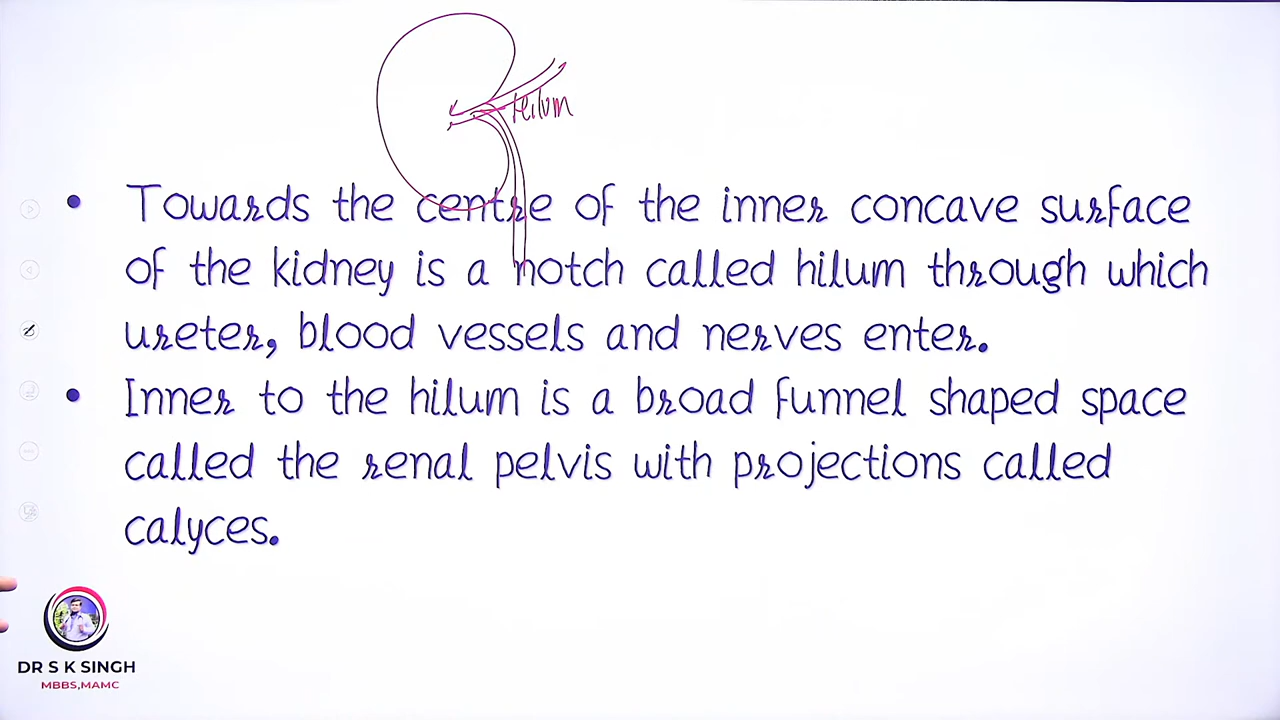 Hilum
• Towards the centre of the inner concave surface
of the kidney is a notch called hilum through which
ureter, blood vessels and nerves enter.
• Inner to the hilum is a broad funnel shaped space
called the renal pelvis with projections called
calyces.
DR S K SINGH
MBBS,MAMC